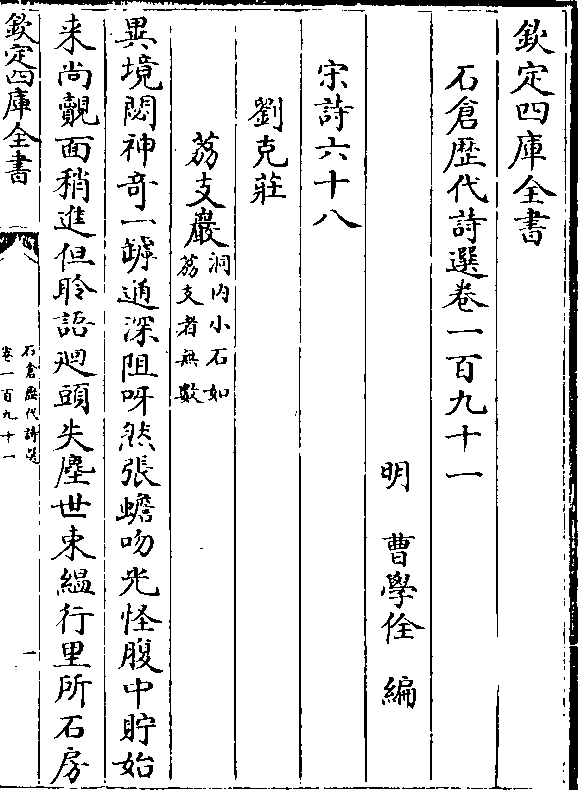 欽定四庫全書
石倉歴代詩選卷一百九十一
明 曹學佺 編
宋詩六十八
劉克莊
荔支巖洞内小石如荔支者無數
異境閟神奇一罅通深阻呀然張蟾吻光怪腹中貯始
来尚覿面稍進但聆語廻頭失塵世束緼行里所石房
欽定四庫全書
石倉歴代詩選
卷一百九十一
一